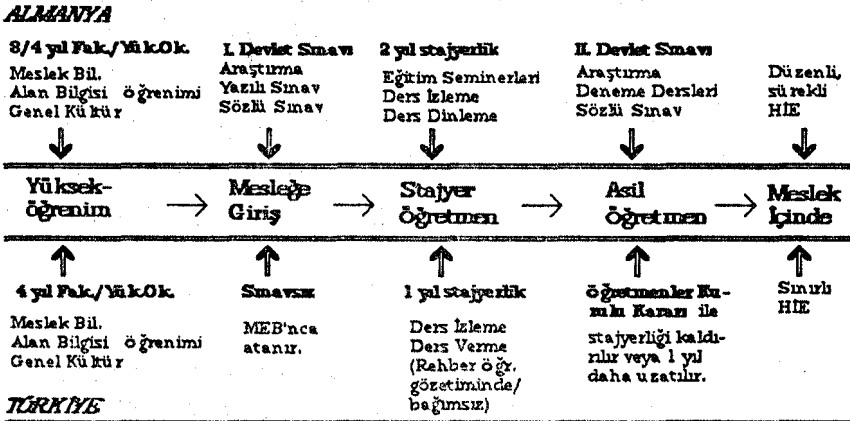 ALMANYA
3/4 yıl Fak./Yük.Ok.
Meslek Bil.
Alan Bilgisi öğrenimi
Genel Kültür
I. Devlet Sınavı
Araştırma
Yazılı Sınav
Sözlü Sınav
2 yıl stajyerlik
Eğitim Seminerleri
Ders İzleme
Ders Dinleme
II. Devlet Sınavı
Araştırma
Deneme Dersleri
Sözlü Sınav
Düzenli,
sürekli
HİE
Yüksek-
öğrenim
Mesleğe
Giriş
Stajyer
Öğretmen
Asil
Öğretmen
Meslek
İçinde
4 yıl Fak./Yük.Ok.
Meslek Bil.
Alan Bilgisi öğrenimi
Genel Kültür
Sınavsız
MEB'nca
atanır.
1 yıl stajyerlik
Ders İzleme
Ders Verme
(Rehber öğr.
gözetiminde/
bağımsız)
Öğretmenler Ku-
rulu Kararı ile
stajyerliği kaldı-
rılır veya 1 yıl
daha uzatılır.
Sınırlı
HİE
TÜRKİYE